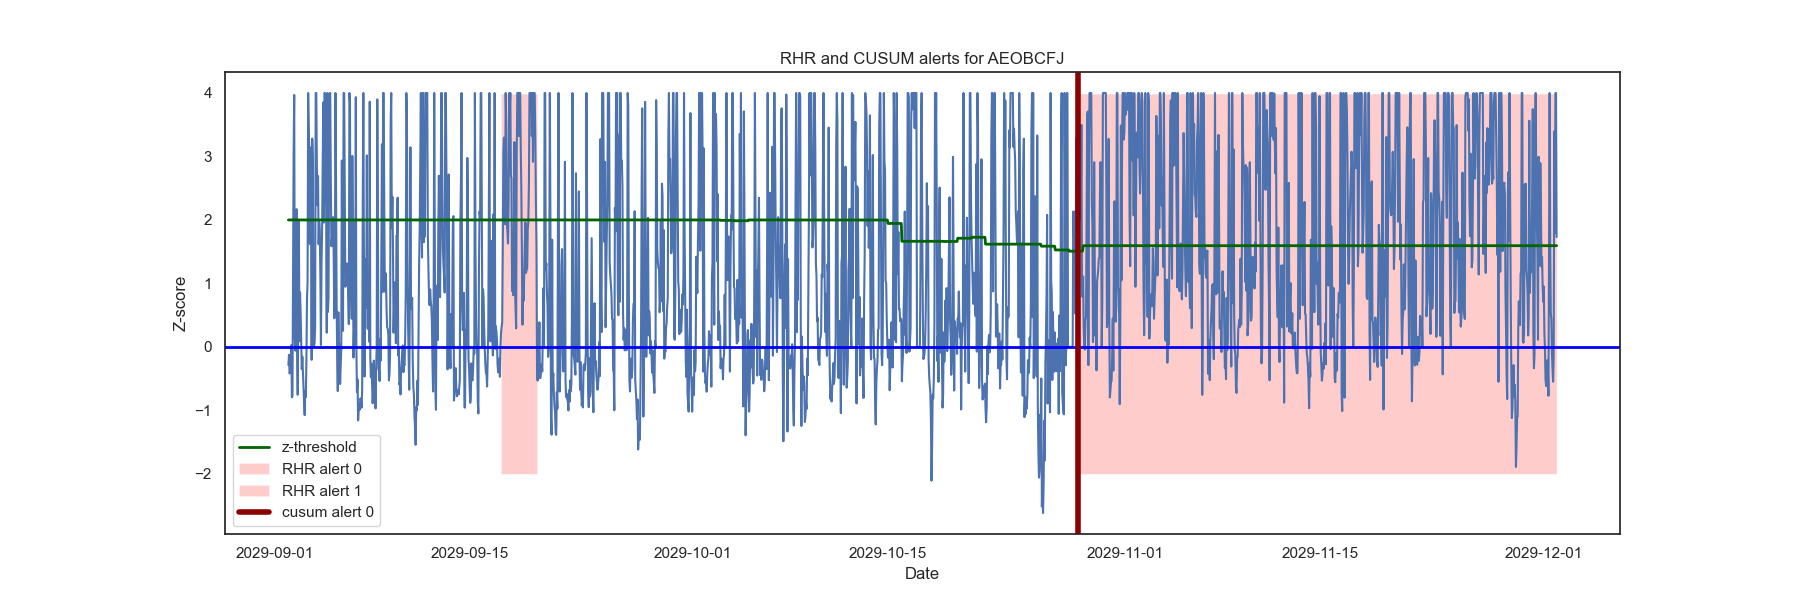 RHR and CUSUM alerts for AEOBCFJ
4
3
2
1
0
−1
−2
Z-score
z-threshold
RHR alert 0
RHR alert 1
cusum alert 0
2029-09-01 2029-09-15 2029-10-01 2029-10-15 2029-11-01 2029-11-15 2029-12-01
Date